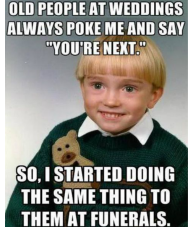 OLD PEOPLE AT WEDDINGS
ALWAYS POKE ME AND SAY
"YOU'RE NEXT."
SO, I STARTED DOING
THE SAME THING TO
THEM AT FUNERALS.